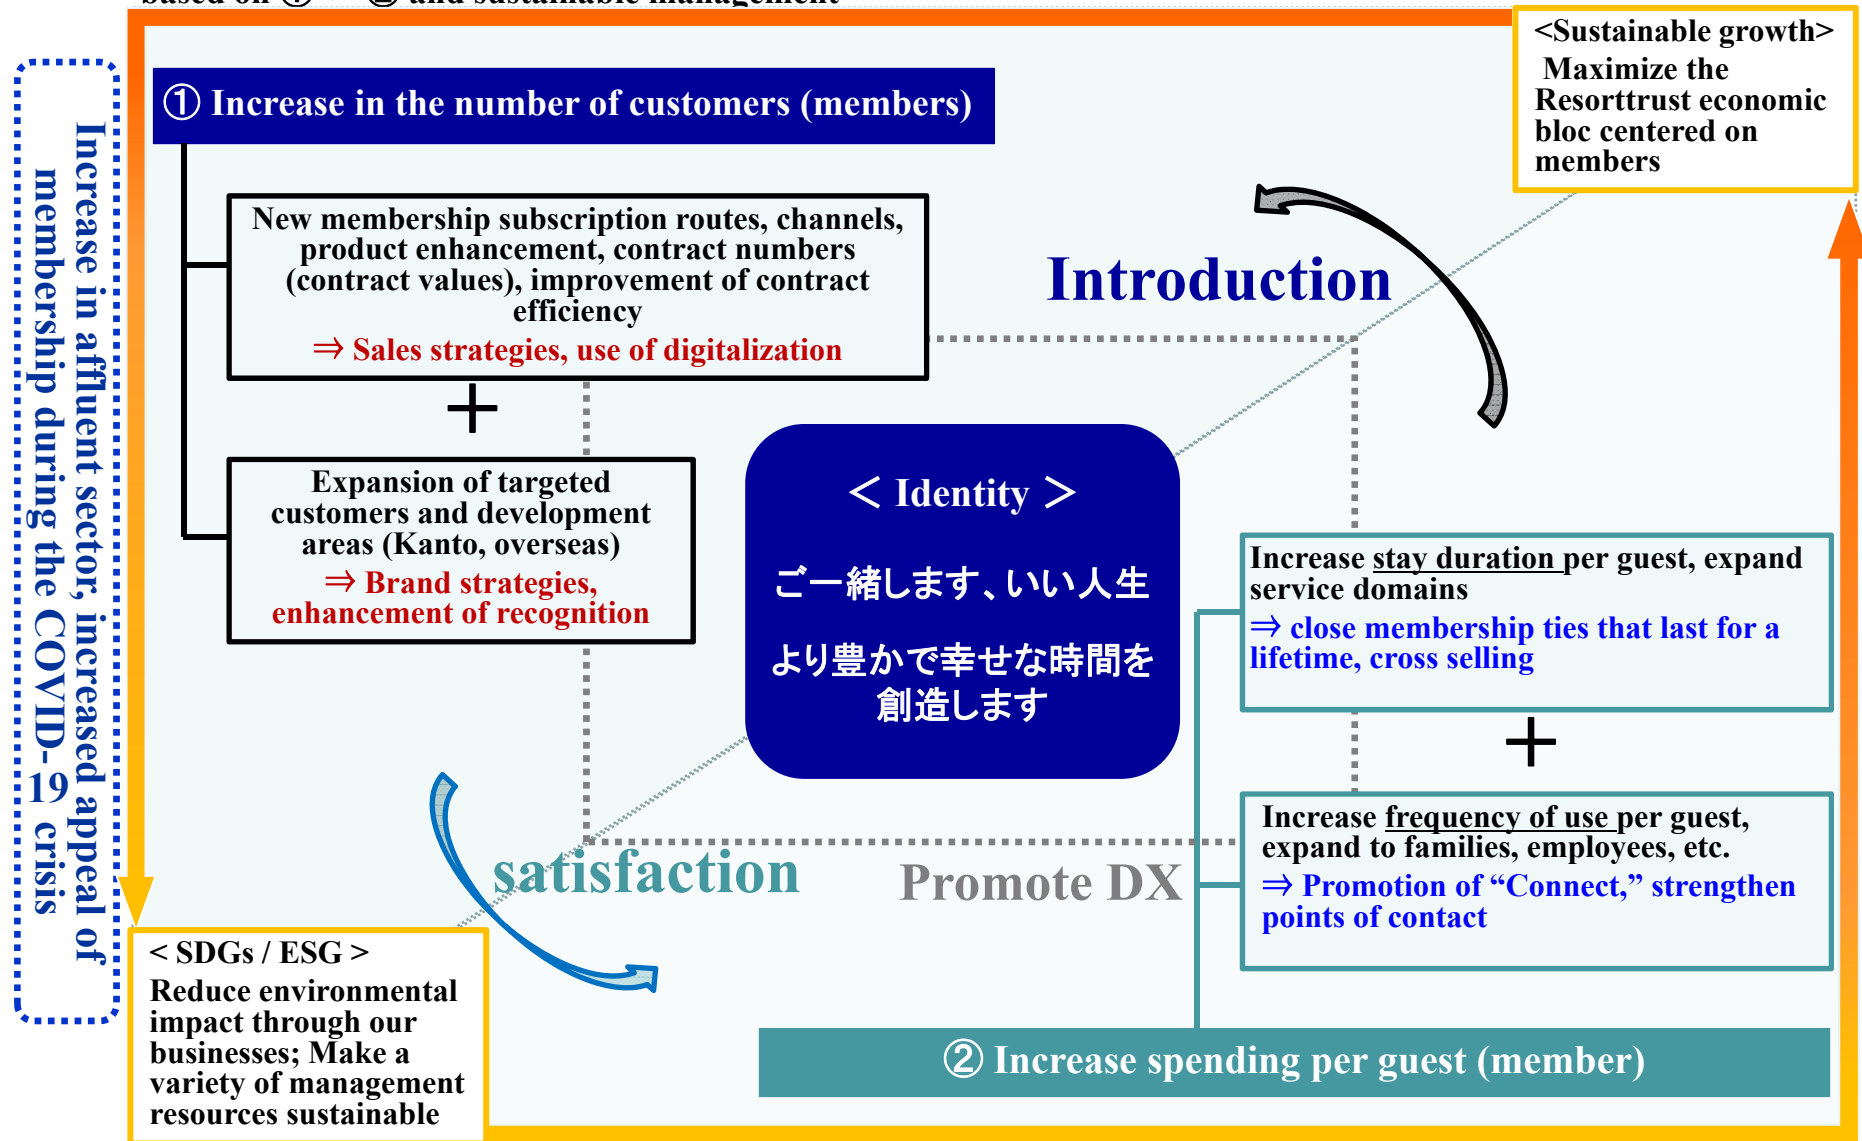 based on ① × ② and sustainable management
<Sustainable growth>
Maximize the
Resorttrust economic
bloc centered on
members
① Increase in the number of customers (members)
Increase in affluent sector, increased appeal of
membership during the COVID-19 crisis
New membership subscription routes, channels,
product enhancement, contract numbers
(contract values), improvement of contract
efficiency
⇒ Sales strategies, use of digitalization
Introduction
+
Expansion of targeted
customers and development
areas (Kanto, overseas)
⇒ Brand strategies,
enhancement of recognition
＜ Identity ＞
ご一緒します、いい人生
より豊かで幸せな時間を
創造します
Increase stay duration per guest, expand
service domains
⇒ close membership ties that last for a
lifetime, cross selling
+
Increase frequency of use per guest,
expand to families, employees, etc.
⇒ Promotion of “Connect,” strengthen
points of contact
satisfaction
Promote DX
< SDGs / ESG >
Reduce environmental
impact through our
businesses; Make a
variety of management
resources sustainable
② Increase spending per guest (member)